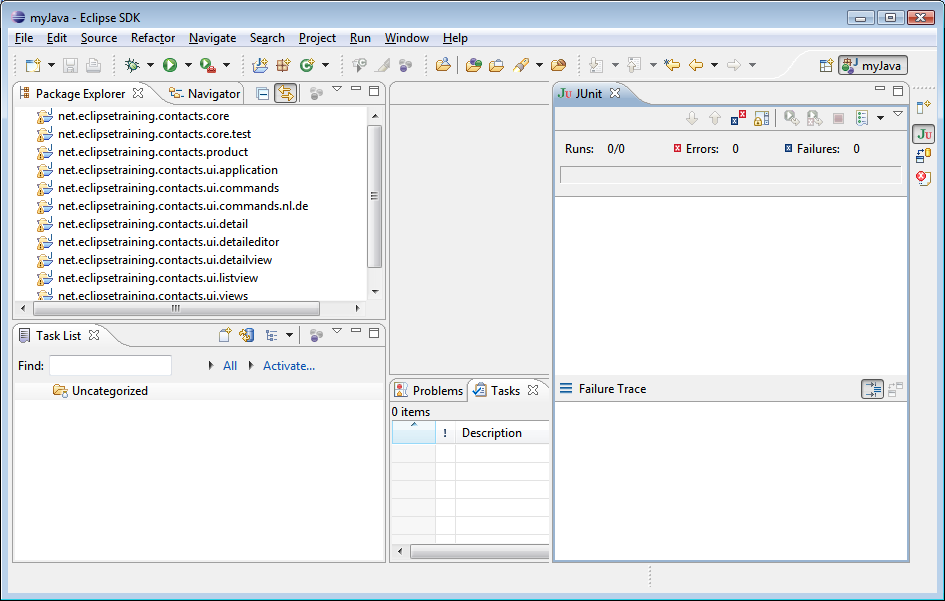 myJava - Eclipse SDK
File Edit Source Refactor Navigate Search Project Run Window Help
myJava
Package Explorer
Navigator
net.eclipsetraining.contacts.core
net.eclipsetraining.contacts.core.test
net.eclipsetraining.contacts.product
net.eclipsetraining.contacts.ui.application
net.eclipsetraining.contacts.ui.commands
net.eclipsetraining.contacts.ui.commands.nl.de
net.eclipsetraining.contacts.ui.detail
net.eclipsetraining.contacts.ui.detaileditor
net.eclipsetraining.contacts.ui.detailview
net.eclipsetraining.contacts.ui.listview
net.eclipsetraining.contacts.ui.views
Task List
Find: All Activate...
Uncategorized
Problems
Tasks
0 items
! Description
JU JUnit
Runs: 0/0 Errors: 0 Failures: 0
Failure Trace
JU